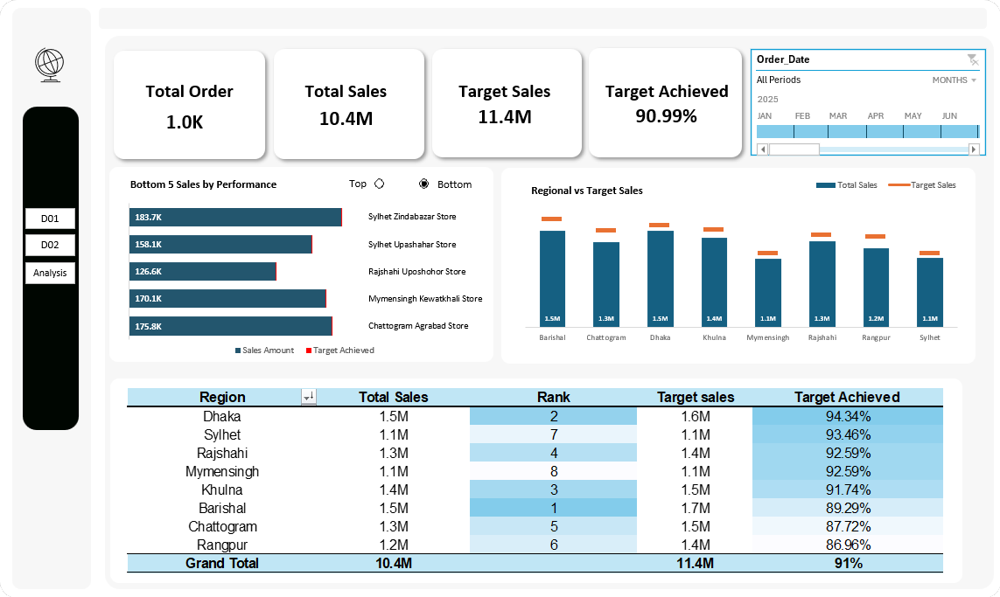 Total Order
1.0K
Total Sales
10.4M
Target Sales
11.4M
Target Achieved
90.99%
Order_Date
All Periods MONTHS
2025
JAN FEB MAR APR MAY JUN
D01
D02
Analysis
Bottom 5 Sales by Performance Top Bottom
183.7K Sylhet Zindabazar Store
158.1K Sylhet Upashahar Store
126.6K Rajshahi Uposhohor Store
170.1K Mymensingh Kewatkhali Store
175.8K Chattogram Agrabad Store
Sales Amount Target Achieved
Regional vs Target Sales Total Sales Target Sales
1.5M 1.3M 1.5M 1.4M 1.1M 1.3M 1.2M 1.1M
Barishal Chattogram Dhaka Khulna Mymensingh Rajshahi Rangpur Sylhet
Region Total Sales Rank Target sales Target Achieved
Dhaka 1.5M 2 1.6M 94.34%
Sylhet 1.1M 7 1.1M 93.46%
Rajshahi 1.3M 4 1.4M 92.59%
Mymensingh 1.1M 8 1.1M 92.59%
Khulna 1.4M 3 1.5M 91.74%
Barishal 1.5M 1 1.7M 89.29%
Chattogram 1.3M 5 1.5M 87.72%
Rangpur 1.2M 6 1.4M 86.96%
Grand Total 10.4M 11.4M 91%